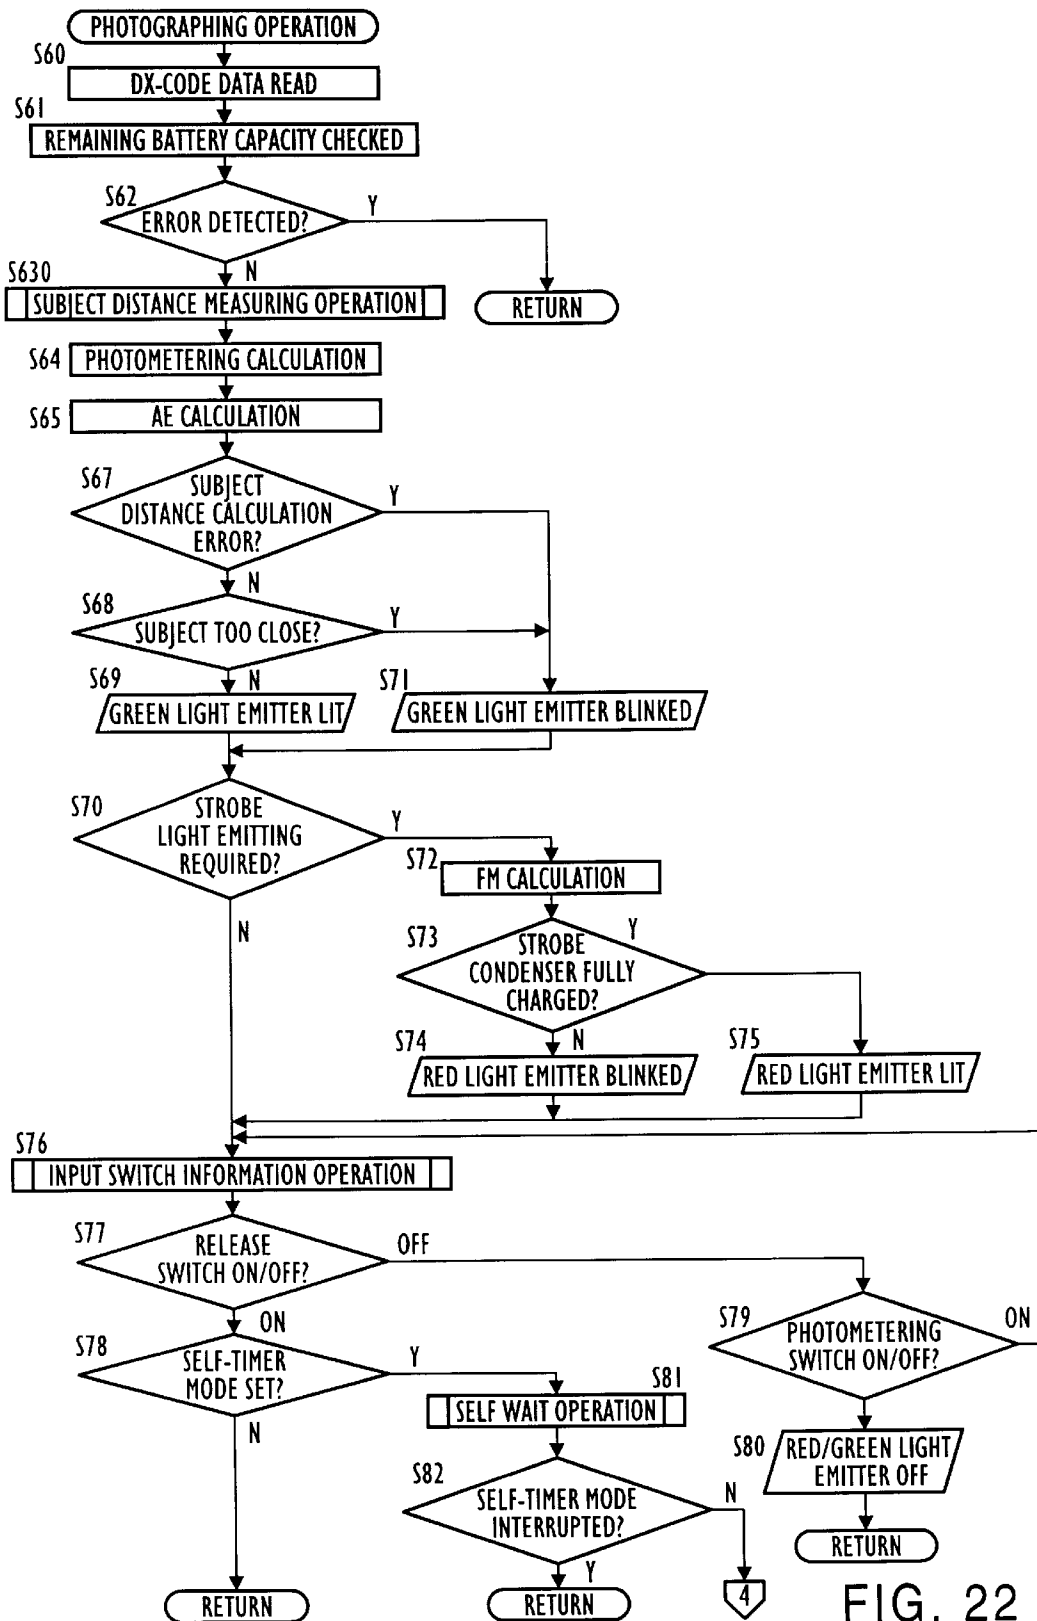 PHOTOGRAPHING OPERATION
S60
DX-CODE DATA READ
S61
REMAINING BATTERY CAPACITY CHECKED
S62
ERROR DETECTED?
Y
N
S630
SUBJECT DISTANCE MEASURING OPERATION
RETURN
S64
PHOTOMETERING CALCULATION
S65
AE CALCULATION
S67
SUBJECT
DISTANCE CALCULATION
ERROR?
Y
N
S68
SUBJECT TOO CLOSE?
Y
N
S69
GREEN LIGHT EMITTER LIT
S71
GREEN LIGHT EMITTER BLINKED
S70
STROBE
LIGHT EMITTING
REQUIRED?
Y
N
S72
FM CALCULATION
S73
STROBE
CONDENSER FULLY
CHARGED?
Y
N
S74
RED LIGHT EMITTER BLINKED
S75
RED LIGHT EMITTER LIT
S76
INPUT SWITCH INFORMATION OPERATION
S77
RELEASE
SWITCH ON/OFF?
OFF
ON
S78
SELF-TIMER
MODE SET?
Y
N
S79
PHOTOMETERING
SWITCH ON/OFF?
ON
S81
SELF WAIT OPERATION
S80
RED/GREEN LIGHT
EMITTER OFF
S82
SELF-TIMER MODE
INTERRUPTED?
N
Y
RETURN
RETURN
RETURN
4
FIG. 22